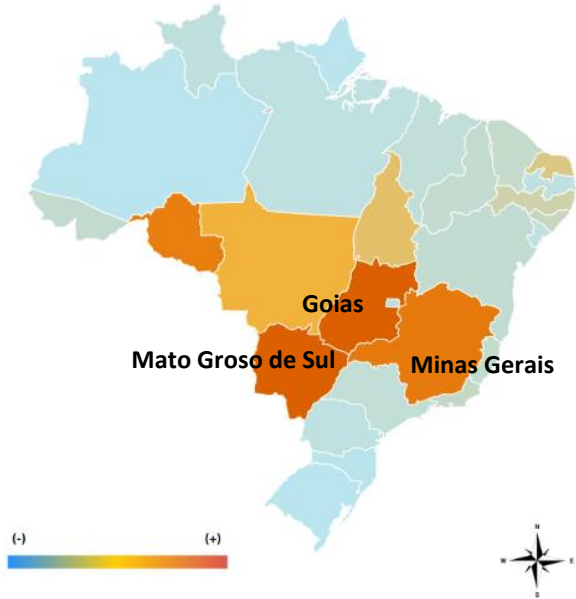 Goias
Mato Groso de Sul
Minas Gerais
(-) (+)
N
W E
S